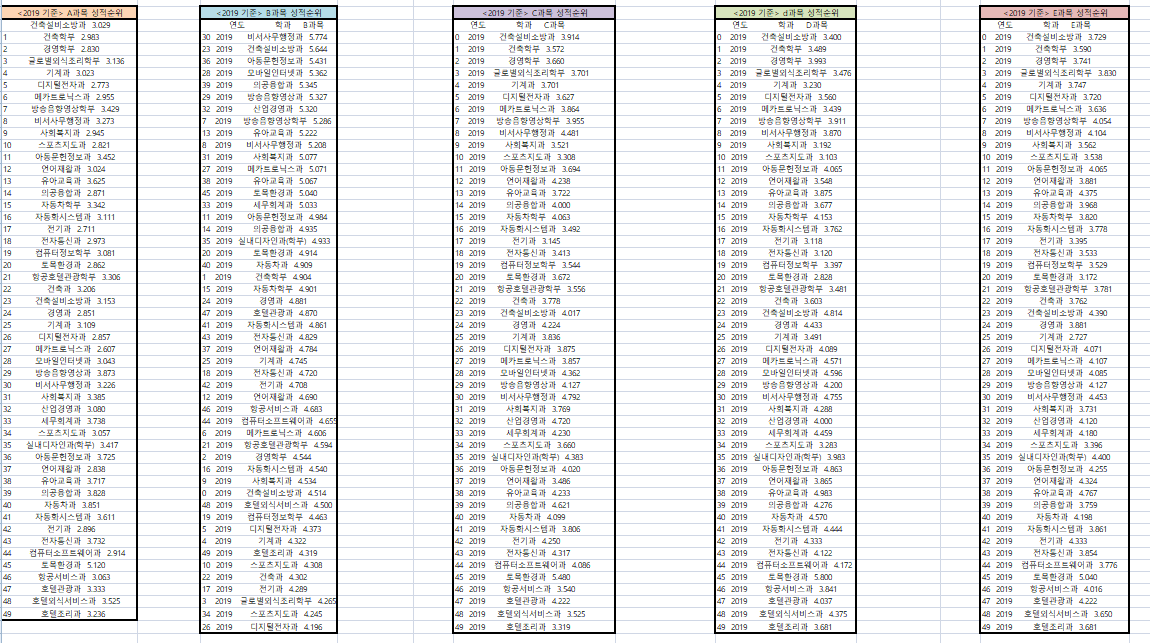 <2019 기준> A과목 성적순위
건축설비소방과 3.029
1 건축학부 2.983
2 경영학부 2.830
3 글로벌외식조리학부 3.136
4 기계과 3.023
5 디지털전자과 2.773
6 메카트로닉스과 2.955
7 방송음향영상학부 3.429
8 비서사무행정과 3.273
9 사회복지과 2.945
10 스포츠지도과 2.821
11 아동문헌정보과 3.452
12 언어재활과 3.024
13 유아교육과 3.625
14 의공융합과 2.871
15 자동차학부 3.342
16 자동화시스템과 3.111
17 전기과 2.711
18 전자통신과 2.973
19 컴퓨터정보학부 3.081
20 토목환경과 2.862
21 항공호텔관광학부 3.306
22 건축과 3.206
23 건축설비소방과 3.153
24 경영과 2.851
25 기계과 3.109
26 디지털전자과 2.857
27 메카트로닉스과 2.607
28 모바일인터넷과 3.043
29 방송음향영상과 3.873
30 비서사무행정과 3.226
31 사회복지과 3.385
32 산업경영과 3.080
33 세무회계과 3.738
34 스포츠지도과 3.057
35 실내디자인과(학부) 3.417
36 아동문헌정보과 3.725
37 언어재활과 2.838
38 유아교육과 3.717
39 의공융합과 3.828
40 자동차과 3.851
41 자동화시스템과 3.611
42 전기과 2.896
43 전자통신과 3.732
44 컴퓨터소프트웨어과 2.914
45 토목환경과 5.120
46 항공서비스과 3.063
47 호텔관광과 3.333
48 호텔외식서비스과 3.525
49 호텔조리과 3.236
<2019 기준> B과목 성적순위
연도 학과 B과목
30 2019 비서사무행정과 5.774
23 2019 건축설비소방과 5.644
36 2019 아동문헌정보과 5.431
28 2019 모바일인터넷과 5.362
39 2019 의공융합과 5.345
29 2019 방송음향영상과 5.327
32 2019 산업경영과 5.320
7 2019 방송음향영상학부 5.286
13 2019 유아교육과 5.222
8 2019 비서사무행정과 5.208
31 2019 사회복지과 5.077
27 2019 메카트로닉스과 5.071
38 2019 유아교육과 5.067
45 2019 토목환경과 5.040
33 2019 세무회계과 5.033
11 2019 아동문헌정보과 4.984
14 2019 의공융합과 4.935
35 2019 실내디자인과(학부) 4.933
20 2019 토목환경과 4.914
40 2019 자동차과 4.909
1 2019 건축학부 4.904
15 2019 자동차학부 4.901
24 2019 경영과 4.881
47 2019 호텔관광과 4.870
41 2019 자동화시스템과 4.861
43 2019 전자통신과 4.829
37 2019 언어재활과 4.784
25 2019 기계과 4.745
18 2019 전자통신과 4.720
42 2019 전기과 4.708
12 2019 언어재활과 4.690
46 2019 항공서비스과 4.683
44 2019 컴퓨터소프트웨어과 4.655
6 2019 메카트로닉스과 4.606
21 2019 항공호텔관광학부 4.594
2 2019 경영학부 4.544
16 2019 자동화시스템과 4.540
9 2019 사회복지과 4.534
0 2019 건축설비소방과 4.514
48 2019 호텔외식서비스과 4.500
19 2019 컴퓨터정보학부 4.463
5 2019 디지털전자과 4.373
4 2019 기계과 4.322
49 2019 호텔조리과 4.319
10 2019 스포츠지도과 4.308
22 2019 건축과 4.302
17 2019 전기과 4.289
3 2019 글로벌외식조리학부 4.265
34 2019 스포츠지도과 4.245
26 2019 디지털전자과 4.196
<2019 기준> C과목 성적순위
연도 학과 C과목
0 2019 건축설비소방과 3.914
1 2019 건축학부 3.572
2 2019 경영학부 3.660
3 2019 글로벌외식조리학부 3.701
4 2019 기계과 3.701
5 2019 디지털전자과 3.627
6 2019 메카트로닉스과 3.864
7 2019 방송음향영상학부 3.955
8 2019 비서사무행정과 4.481
9 2019 사회복지과 3.521
10 2019 스포츠지도과 3.308
11 2019 아동문헌정보과 3.694
12 2019 언어재활과 4.238
13 2019 유아교육과 3.722
14 2019 의공융합과 4.000
15 2019 자동차학부 4.063
16 2019 자동화시스템과 3.492
17 2019 전기과 3.145
18 2019 전자통신과 3.413
19 2019 컴퓨터정보학부 3.544
20 2019 토목환경과 3.672
21 2019 항공호텔관광학부 3.556
22 2019 건축과 3.778
23 2019 건축설비소방과 4.017
24 2019 경영과 4.224
25 2019 기계과 3.836
26 2019 디지털전자과 3.875
27 2019 메카트로닉스과 3.857
28 2019 모바일인터넷과 4.362
29 2019 방송음향영상과 4.127
30 2019 비서사무행정과 4.792
31 2019 사회복지과 3.769
32 2019 산업경영과 4.720
33 2019 세무회계과 4.230
34 2019 스포츠지도과 3.660
35 2019 실내디자인과(학부) 4.383
36 2019 아동문헌정보과 4.020
37 2019 언어재활과 3.486
38 2019 유아교육과 4.233
39 2019 의공융합과 4.621
40 2019 자동차과 4.099
41 2019 자동화시스템과 3.806
42 2019 전기과 4.250
43 2019 전자통신과 4.317
44 2019 컴퓨터소프트웨어과 4.086
45 2019 토목환경과 5.480
46 2019 항공서비스과 3.540
47 2019 호텔관광과 4.222
48 2019 호텔외식서비스과 3.525
49 2019 호텔조리과 3.319
<2019 기준> d과목 성적순위
연도 학과 D과목
0 2019 건축설비소방과 3.400
1 2019 건축학부 3.489
2 2019 경영학부 3.993
3 2019 글로벌외식조리학부 3.476
4 2019 기계과 3.230
5 2019 디지털전자과 3.560
6 2019 메카트로닉스과 3.439
7 2019 방송음향영상학부 3.911
8 2019 비서사무행정과 3.870
9 2019 사회복지과 3.192
10 2019 스포츠지도과 3.103
11 2019 아동문헌정보과 4.065
12 2019 언어재활과 3.548
13 2019 유아교육과 3.875
14 2019 의공융합과 3.677
15 2019 자동차학부 4.153
16 2019 자동화시스템과 3.762
17 2019 전기과 3.118
18 2019 전자통신과 3.120
19 2019 컴퓨터정보학부 3.397
20 2019 토목환경과 2.828
21 2019 항공호텔관광학부 3.481
22 2019 건축과 3.603
23 2019 건축설비소방과 4.814
24 2019 경영과 4.433
25 2019 기계과 3.491
26 2019 디지털전자과 4.089
27 2019 메카트로닉스과 4.571
28 2019 모바일인터넷과 4.596
29 2019 방송음향영상과 4.200
30 2019 비서사무행정과 4.755
31 2019 사회복지과 4.288
32 2019 산업경영과 4.000
33 2019 세무회계과 4.459
34 2019 스포츠지도과 3.283
35 2019 실내디자인과(학부) 3.983
36 2019 아동문헌정보과 4.863
37 2019 언어재활과 3.865
38 2019 유아교육과 4.983
39 2019 의공융합과 4.276
40 2019 자동차과 4.570
41 2019 자동화시스템과 4.444
42 2019 전기과 4.333
43 2019 전자통신과 4.122
44 2019 컴퓨터소프트웨어과 4.172
45 2019 토목환경과 5.800
46 2019 항공서비스과 3.841
47 2019 호텔관광과 4.037
48 2019 호텔외식서비스과 4.375
49 2019 호텔조리과 3.681
<2019 기준> E과목 성적순위
연도 학과 E과목
0 2019 건축설비소방과 3.729
1 2019 건축학부 3.590
2 2019 경영학부 3.741
3 2019 글로벌외식조리학부 3.830
4 2019 기계과 3.747
5 2019 디지털전자과 3.720
6 2019 메카트로닉스과 3.636
7 2019 방송음향영상학부 4.054
8 2019 비서사무행정과 4.104
9 2019 사회복지과 3.562
10 2019 스포츠지도과 3.538
11 2019 아동문헌정보과 4.065
12 2019 언어재활과 3.881
13 2019 유아교육과 4.375
14 2019 의공융합과 3.968
15 2019 자동차학부 3.820
16 2019 자동화시스템과 3.778
17 2019 전기과 3.395
18 2019 전자통신과 3.533
19 2019 컴퓨터정보학부 3.529
20 2019 토목환경과 3.172
21 2019 항공호텔관광학부 3.781
22 2019 건축과 3.762
23 2019 건축설비소방과 4.390
24 2019 경영과 3.881
25 2019 기계과 2.727
26 2019 디지털전자과 4.071
27 2019 메카트로닉스과 4.107
28 2019 모바일인터넷과 4.085
29 2019 방송음향영상과 4.127
30 2019 비서사무행정과 4.453
31 2019 사회복지과 3.731
32 2019 산업경영과 4.120
33 2019 세무회계과 4.180
34 2019 스포츠지도과 3.396
35 2019 실내디자인과(학부) 4.400
36 2019 아동문헌정보과 4.255
37 2019 언어재활과 4.324
38 2019 유아교육과 4.767
39 2019 의공융합과 3.759
40 2019 자동차과 4.198
41 2019 자동화시스템과 3.861
42 2019 전기과 4.333
43 2019 전자통신과 3.854
44 2019 컴퓨터소프트웨어과 3.776
45 2019 토목환경과 5.040
46 2019 항공서비스과 4.016
47 2019 호텔관광과 4.222
48 2019 호텔외식서비스과 3.650
49 2019 호텔조리과 3.681